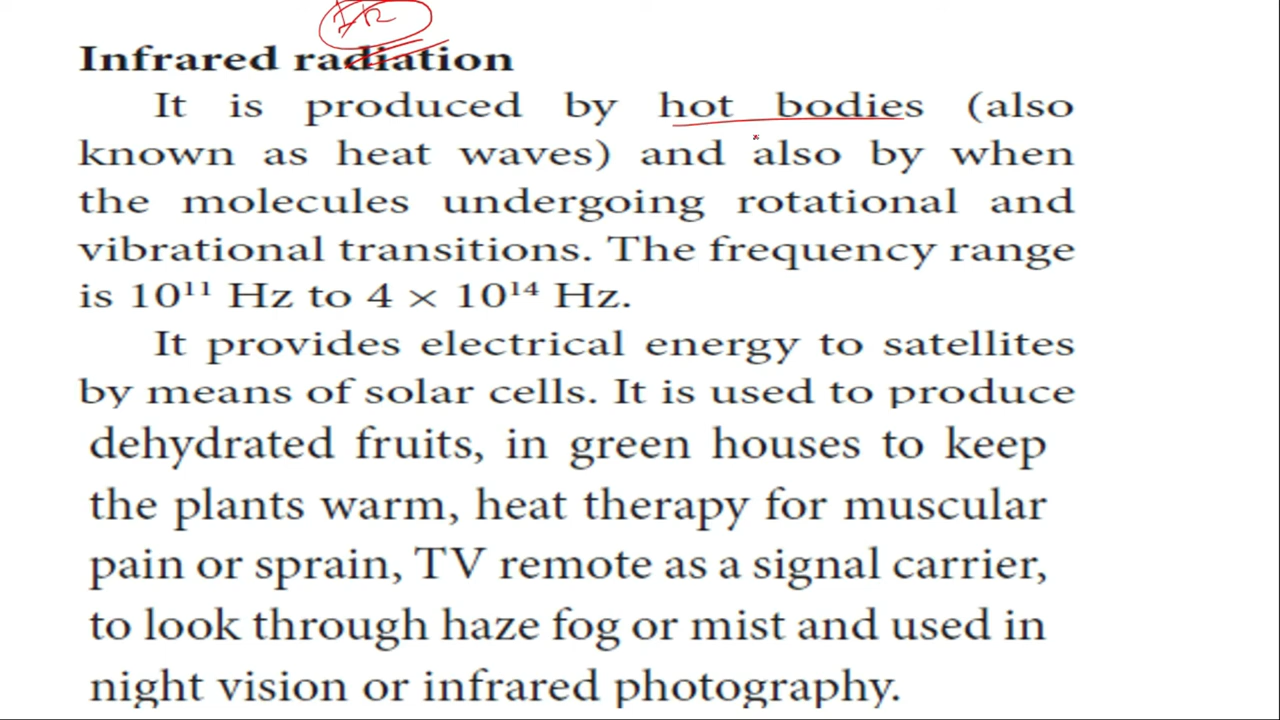 IR
Infrared radiation
It is produced by hot bodies (also
known as heat waves) and also by when
the molecules undergoing rotational and
vibrational transitions. The frequency range
is 10¹¹ Hz to 4 × 10¹⁴ Hz.
It provides electrical energy to satellites
by means of solar cells. It is used to produce
dehydrated fruits, in green houses to keep
the plants warm, heat therapy for muscular
pain or sprain, TV remote as a signal carrier,
to look through haze fog or mist and used in
night vision or infrared photography.